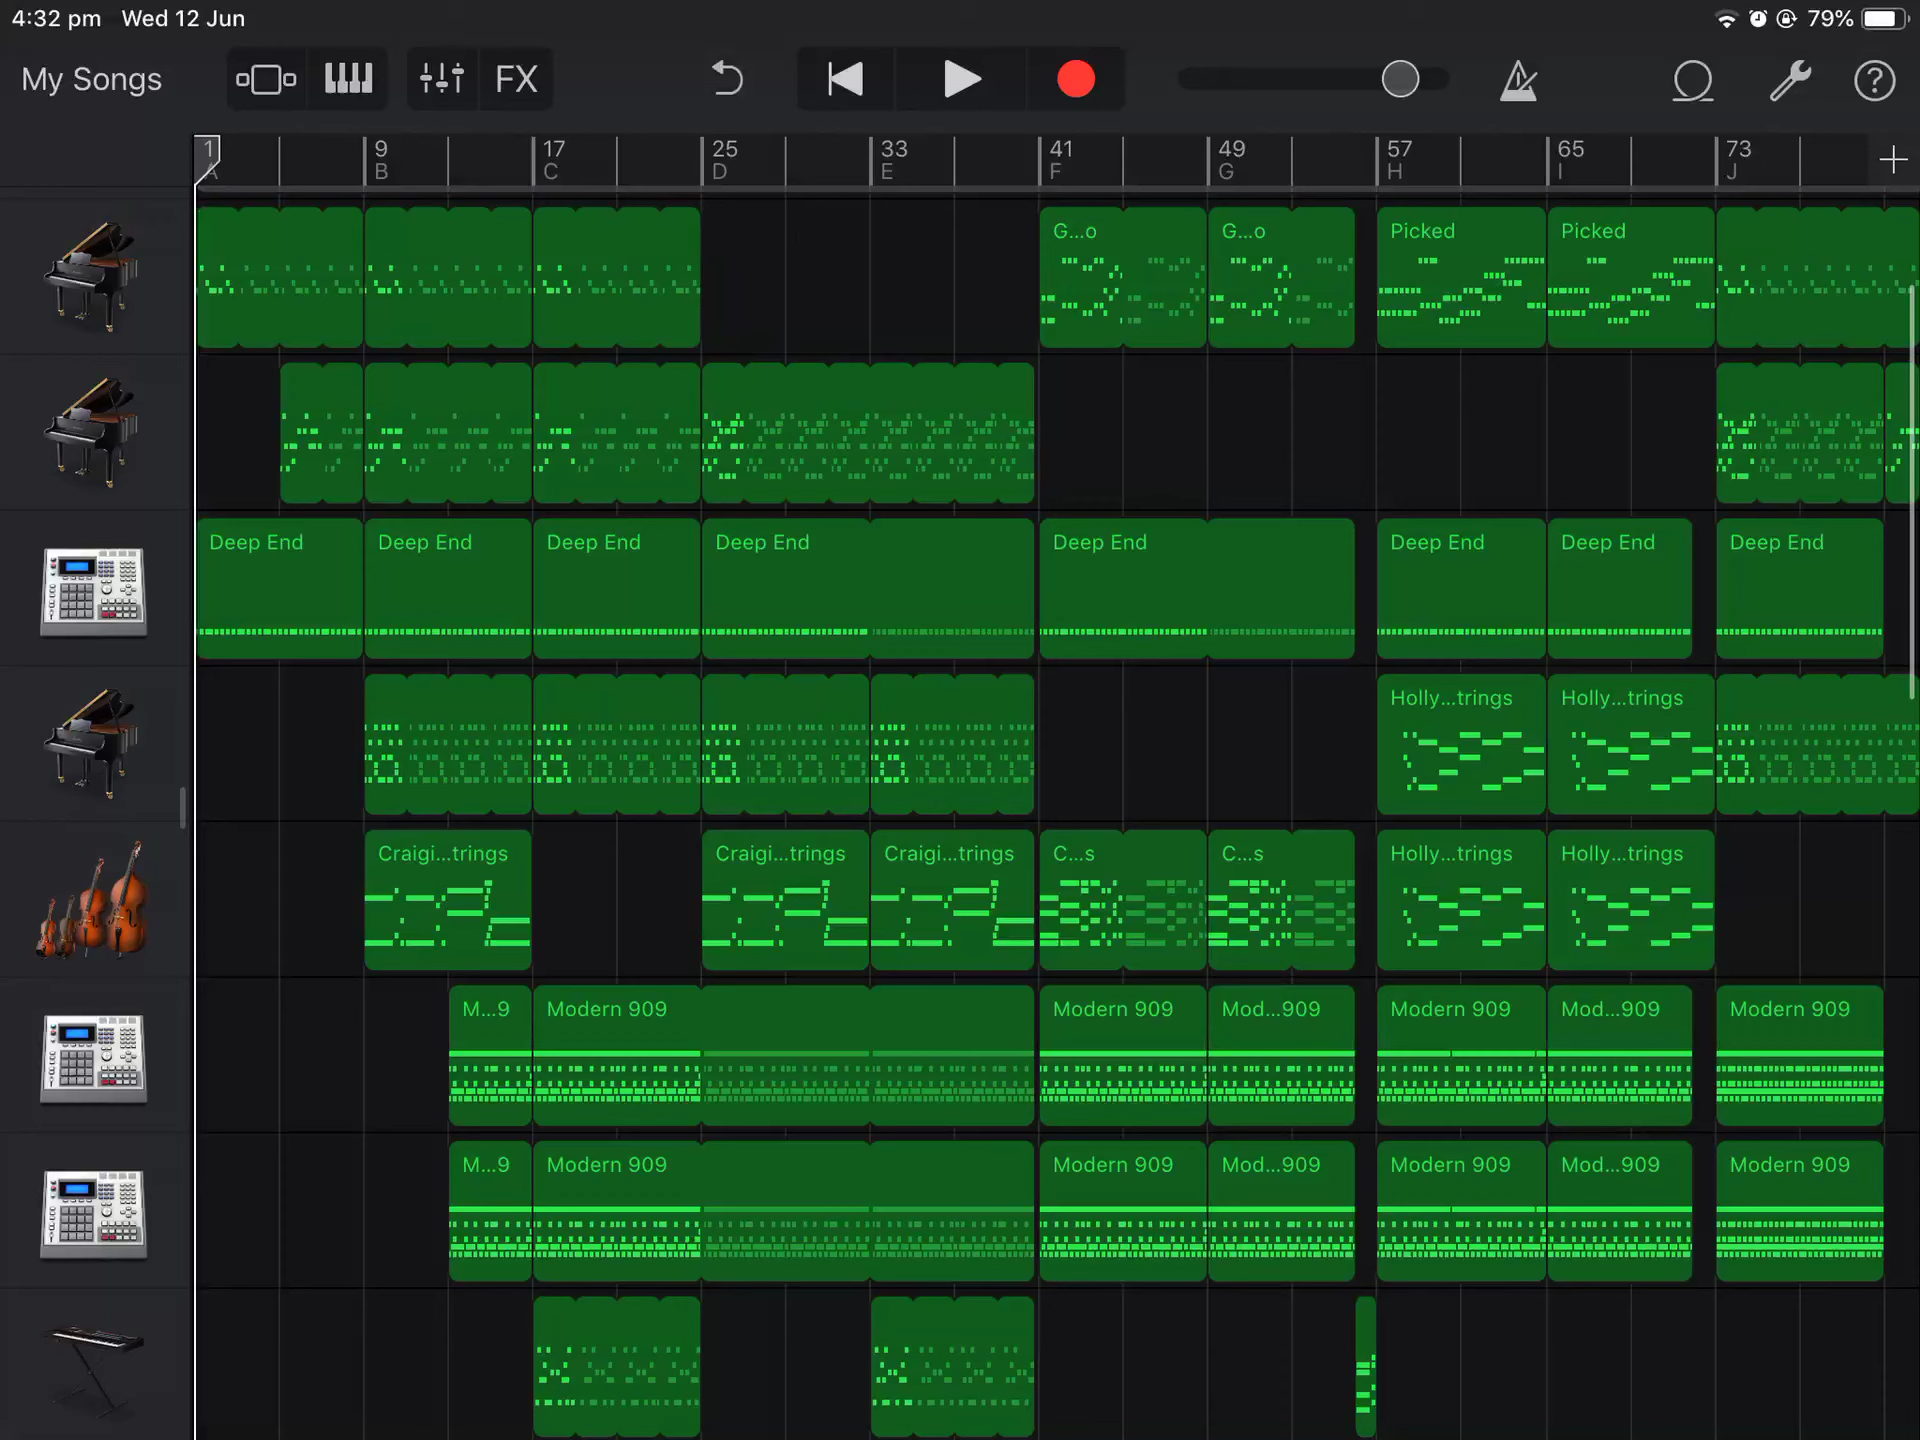 4:32 pm Wed 12 Jun 79%
My Songs FX
1 9 17 25 33 41 49 57 65 73
A B C D E F G H I J
G...o G...o Picked Picked
Deep End Deep End Deep End Deep End Deep End Deep End Deep End Deep End
Holly...trings Holly...trings
Craigi...trings Craigi...trings Craigi...trings C...s C...s Holly...trings Holly...trings
M...9 Modern 909 Modern 909 Mod...909 Modern 909 Mod...909 Modern 909
M...9 Modern 909 Modern 909 Mod...909 Modern 909 Mod...909 Modern 909